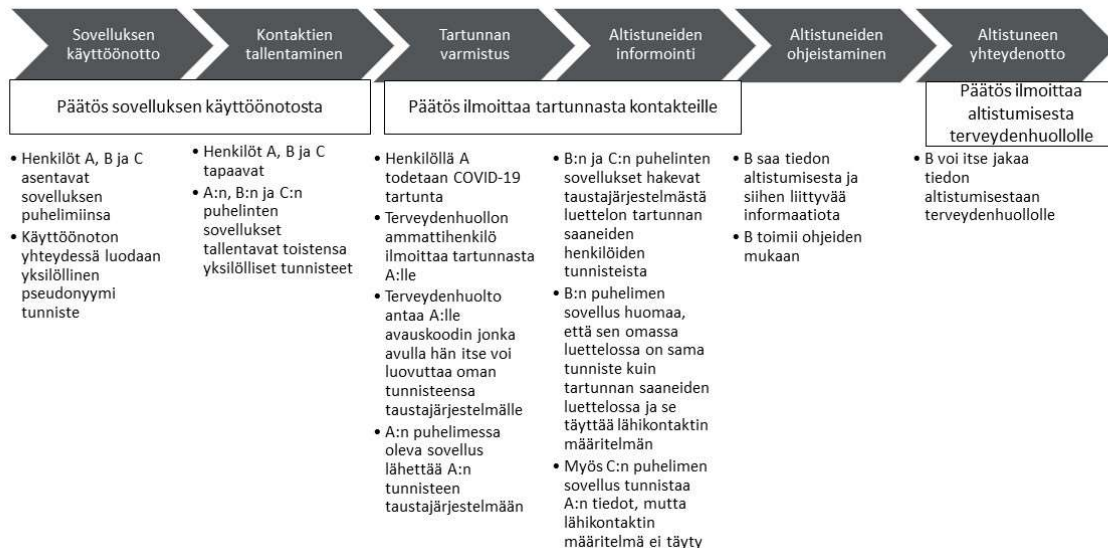 Sovelluksen
käyttöönotto
Kontaktien
tallentaminen
Tartunnan
varmistus
Altistuneiden
informointi
Altistuneiden
ohjeistaminen
Altistuneen
yhteydenotto
Päätös sovelluksen käyttöönotosta
Päätös ilmoittaa tartunnasta kontakteille
Päätös ilmoittaa
altistumisesta
terveydenhuollolle
• Henkilöt A, B ja C
asentavat
sovelluksen
puhelimiinsa
• Käyttöönoton
yhteydessä luodaan
yksilöllinen
pseudonyymi
tunniste
• Henkilöt A, B ja C
tapaavat
• A:n, B:n ja C:n
puhelinten
sovellukset
tallentavat toistensa
yksilölliset tunnisteet
• Henkilöllä A
todetaan COVID-19
tartunta
• Terveydenhuollon
ammattihenkilö
ilmoittaa tartunnasta
A:lle
• Terveydenhuolto
antaa A:lle
avauskoodin jonka
avulla hän itse voi
luovuttaa oman
tunnisteensa
taustajärjestelmälle
• A:n puhelimessa
oleva sovellus
lähettää A:n
tunnisteen
taustajärjestelmään
• B:n ja C:n puhelinten
sovellukset hakevat
taustajärjestelmästä
luettelon tartunnan
saaneiden
henkilöiden
tunnisteista
• B:n puhelimen
sovellus huomaa,
että sen omassa
luettelossa on sama
tunniste kuin
tartunnan saaneiden
luettelossa ja se
täyttää lähikontaktin
määritelmän
• Myös C:n puhelimen
sovellus tunnistaa
A:n tiedot, mutta
lähikontaktin
määritelmä ei täyty
• B saa tiedon
altistumisesta ja
siihen liittyvää
informaatiota
• B toimii ohjeiden
mukaan
• B voi itse jakaa
tiedon
altistumisestaan
terveydenhuollolle